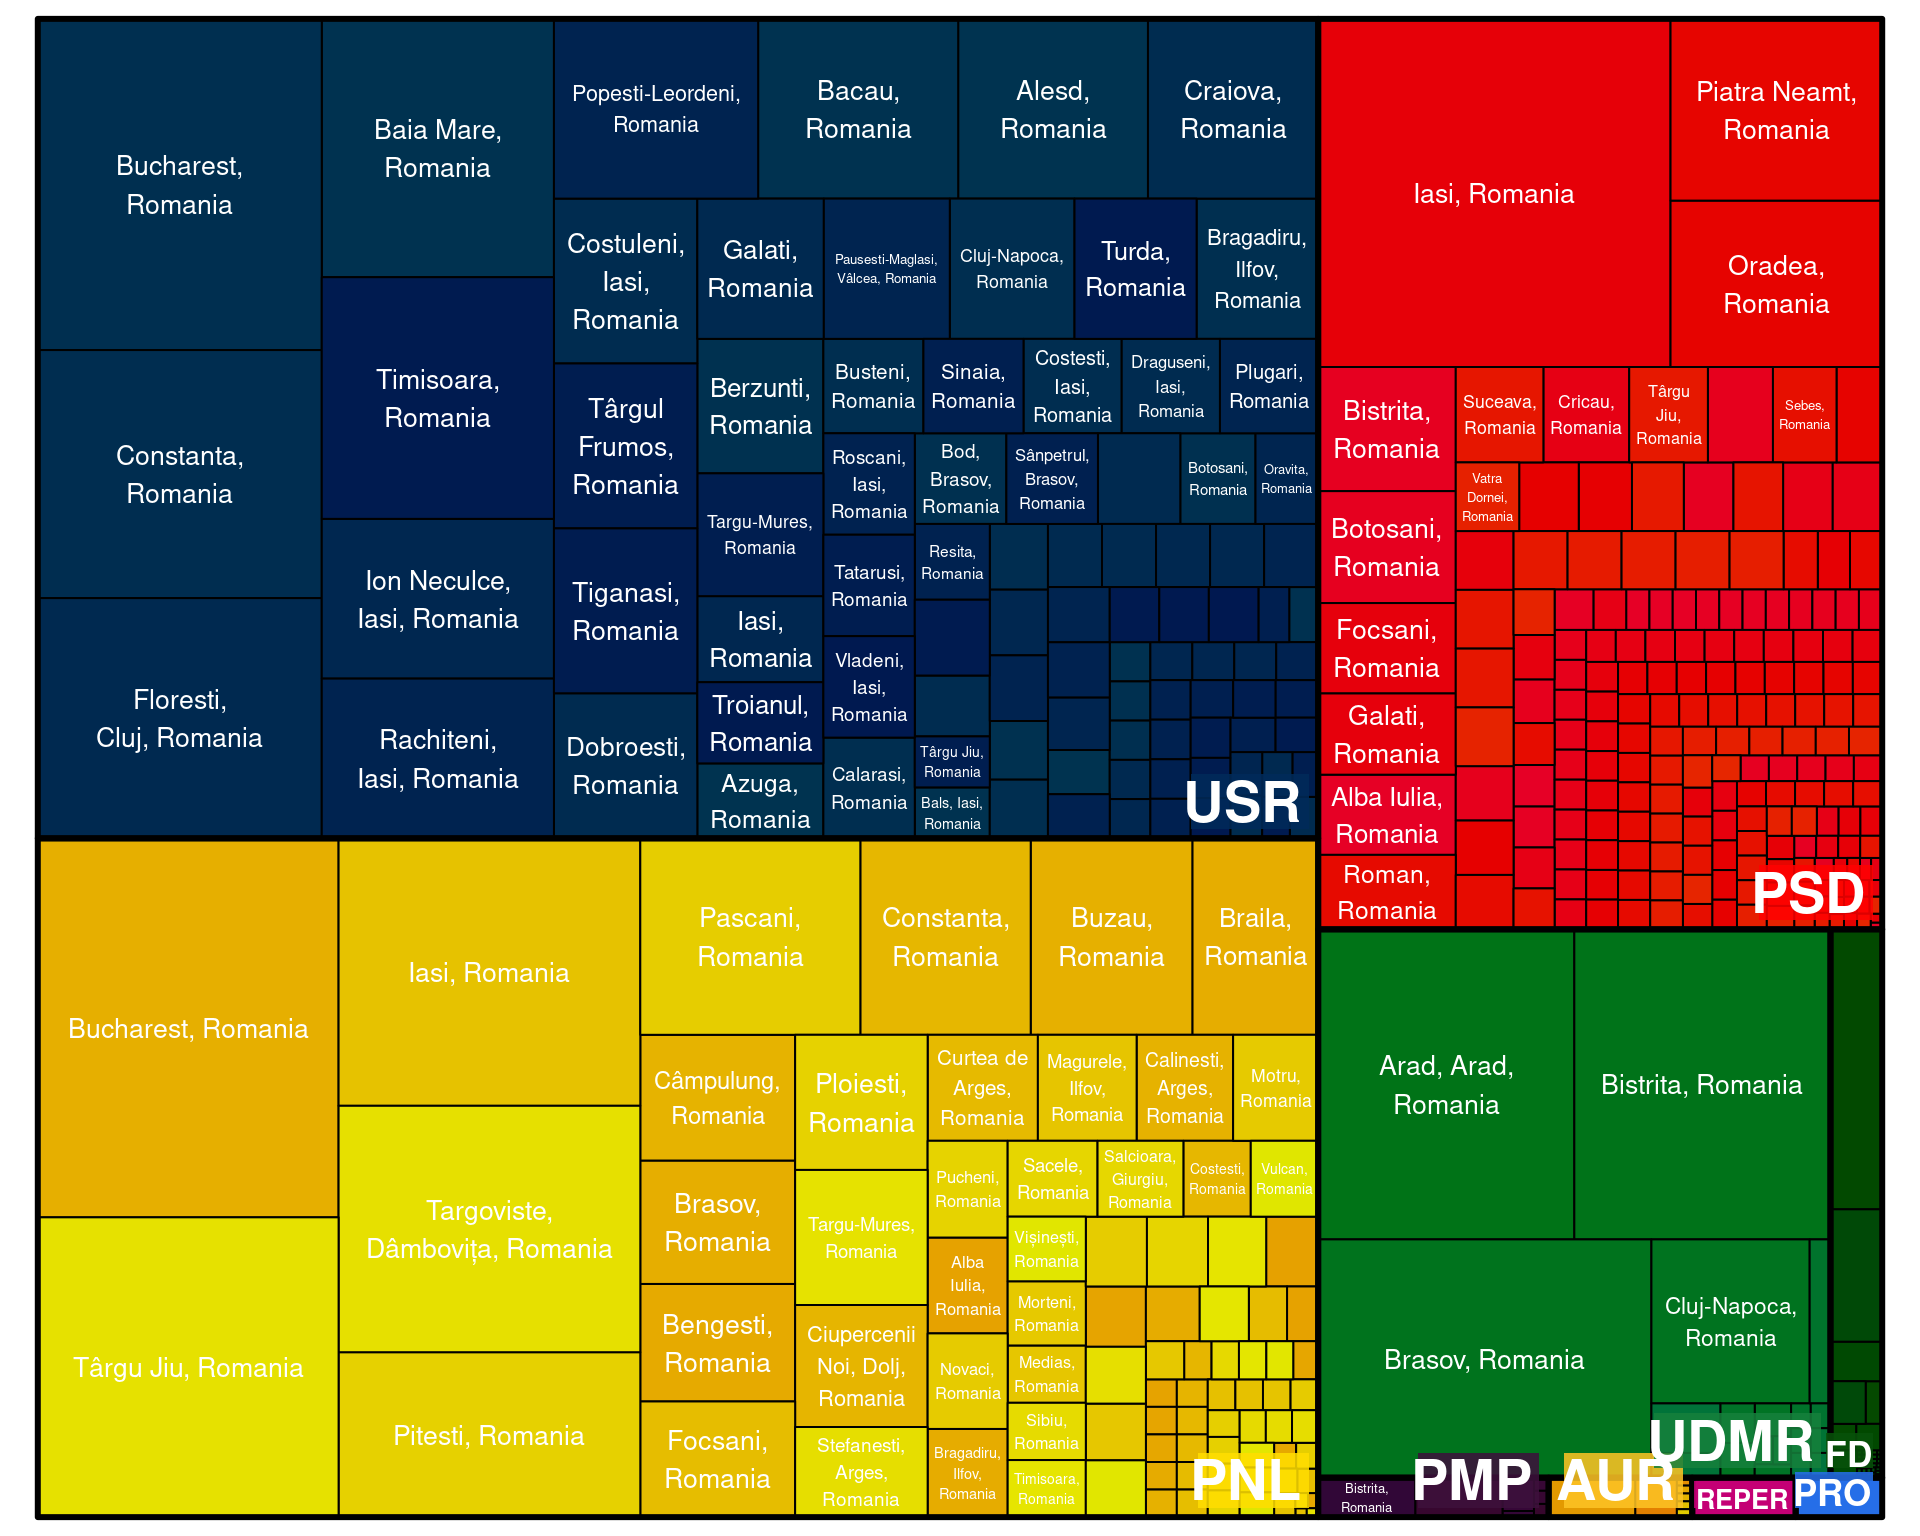 Bucharest,
Romania
Constanta,
Romania
Floresti,
Cluj, Romania
Baia Mare,
Romania
Timisoara,
Romania
Ion Neculce,
Iasi, Romania
Rachiteni,
Iasi, Romania
Popesti-Leordeni,
Romania
Bacau,
Romania
Alesd,
Romania
Craiova,
Romania
Costuleni,
Iasi,
Romania
Târgul
Frumos,
Romania
Tiganasi,
Romania
Dobroesti,
Romania
Galati,
Romania
Berzunti,
Romania
Targu-Mures,
Romania
Iasi,
Romania
Troianul,
Romania
Azuga,
Romania
Pausesti-Maglasi,
Vâlcea, Romania
Cluj-Napoca,
Romania
Turda,
Romania
Bragadiru,
Ilfov,
Romania
Busteni,
Romania
Sinaia,
Romania
Costesti,
Iasi,
Romania
Draguseni,
Iasi,
Romania
Plugari,
Romania
Roscani,
Iasi,
Romania
Tatarusi,
Romania
Vladeni,
Iasi,
Romania
Calarasi,
Romania
Bod,
Brasov,
Romania
Sânpetrul,
Brasov,
Romania
Botosani,
Romania
Oravita,
Romania
Resita,
Romania
Târgu Jiu,
Romania
Bals, Iasi,
Romania
USR
Bucharest, Romania
Târgu Jiu, Romania
Iasi, Romania
Targoviste,
Dâmbovița, Romania
Pitesti, Romania
Pascani,
Romania
Constanta,
Romania
Buzau,
Romania
Braila,
Romania
Câmpulung,
Romania
Brasov,
Romania
Bengesti,
Romania
Focsani,
Romania
Ploiesti,
Romania
Targu-Mures,
Romania
Ciupercenii
Noi, Dolj,
Romania
Stefanesti,
Arges,
Romania
Curtea de
Arges,
Romania
Magurele,
Ilfov,
Romania
Calinesti,
Arges,
Romania
Motru,
Romania
Pucheni,
Romania
Alba
Iulia,
Romania
Novaci,
Romania
Bragadiru,
Ilfov,
Romania
Sacele,
Romania
Salcioara,
Giurgiu,
Romania
Costesti,
Romania
Vulcan,
Romania
Vișinești,
Romania
Morteni,
Romania
Medias,
Romania
Sibiu,
Romania
Timisoara,
Romania
PNL
Iasi, Romania
Piatra Neamt,
Romania
Oradea,
Romania
Bistrita,
Romania
Botosani,
Romania
Focsani,
Romania
Galati,
Romania
Alba Iulia,
Romania
Roman,
Romania
Suceava,
Romania
Cricau,
Romania
Târgu
Jiu,
Romania
Sebes,
Romania
Vatra
Dornei,
Romania
PSD
Arad, Arad,
Romania
Bistrita, Romania
Brasov, Romania
Cluj-Napoca,
Romania
UDMR
FD
Bistrita,
Romania
PMP
AUR
REPER
PRO